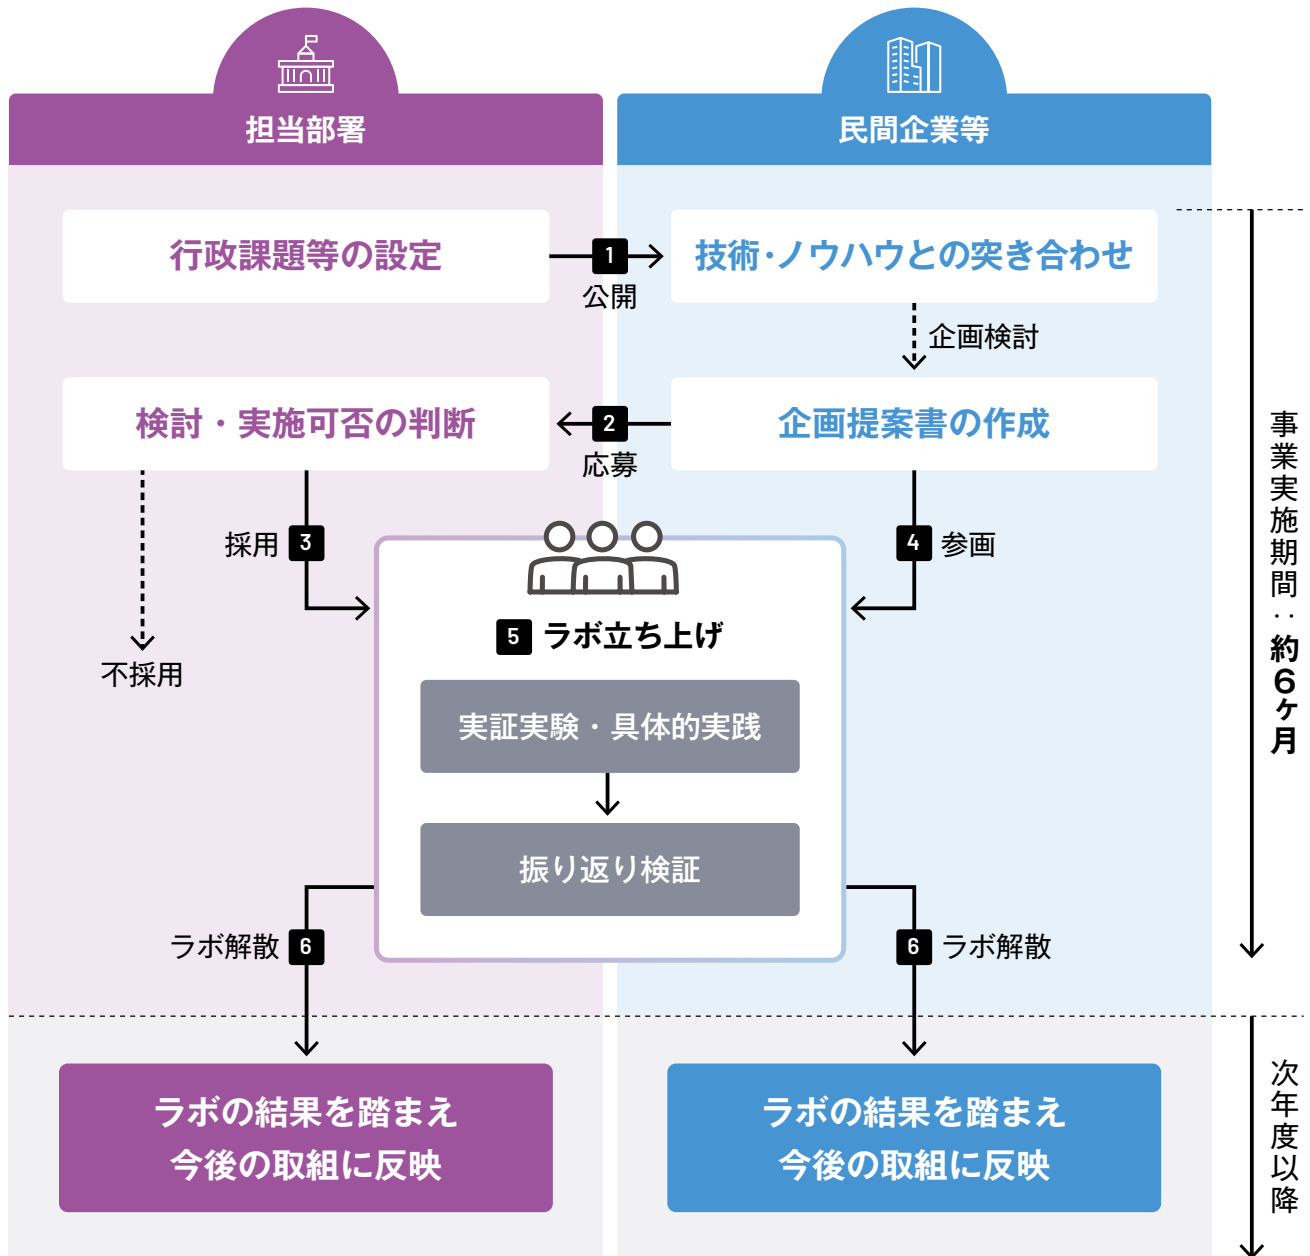 担当部署
民間企業等
行政課題等の設定
1
公開
技術・ノウハウとの突き合わせ
企画検討
検討・実施可否の判断
2
応募
企画提案書の作成
採用 3
4 参画
不採用
5 ラボ立ち上げ
実証実験・具体的実践
振り返り検証
ラボ解散 6
6 ラボ解散
事業実施期間：約6ヶ月
ラボの結果を踏まえ
今後の取組に反映
ラボの結果を踏まえ
今後の取組に反映
次年度以降